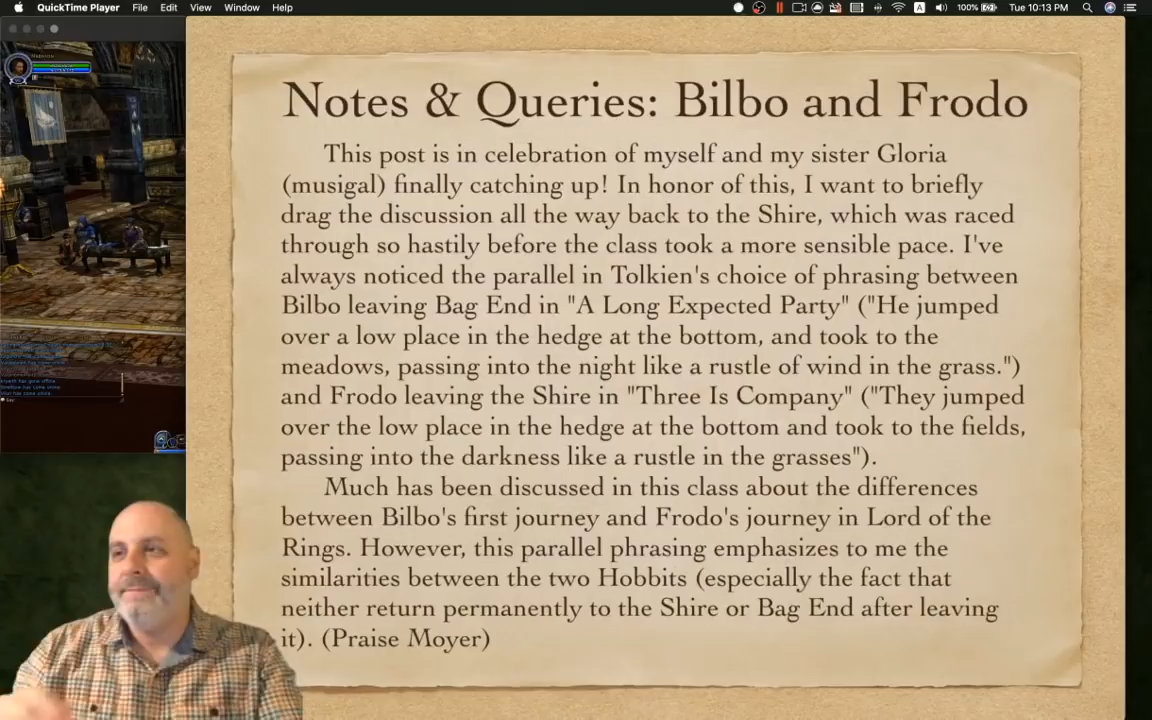 QuickTime Player File Edit View Window Help
100% Tue 10:13 PM
Notes & Queries: Bilbo and Frodo
This post is in celebration of myself and my sister Gloria
(musigal) finally catching up! In honor of this, I want to briefly
drag the discussion all the way back to the Shire, which was raced
through so hastily before the class took a more sensible pace. I've
always noticed the parallel in Tolkien's choice of phrasing between
Bilbo leaving Bag End in "A Long Expected Party" ("He jumped
over a low place in the hedge at the bottom, and took to the
meadows, passing into the night like a rustle of wind in the grass.")
and Frodo leaving the Shire in "Three Is Company" ("They jumped
over the low place in the hedge at the bottom and took to the fields,
passing into the darkness like a rustle in the grasses").
Much has been discussed in this class about the differences
between Bilbo's first journey and Frodo's journey in Lord of the
Rings. However, this parallel phrasing emphasizes to me the
similarities between the two Hobbits (especially the fact that
neither return permanently to the Shire or Bag End after leaving
it). (Praise Moyer)